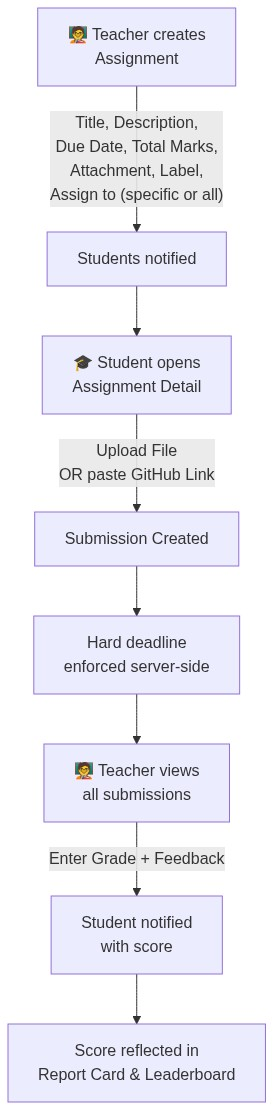 🧑‍🏫 Teacher creates
Assignment
Title, Description,
Due Date, Total Marks,
Attachment, Label,
Assign to (specific or all)
Students notified
🎓 Student opens
Assignment Detail
Upload File
OR paste GitHub Link
Submission Created
Hard deadline
enforced server-side
🧑‍🏫 Teacher views
all submissions
Enter Grade + Feedback
Student notified
with score
Score reflected in
Report Card & Leaderboard